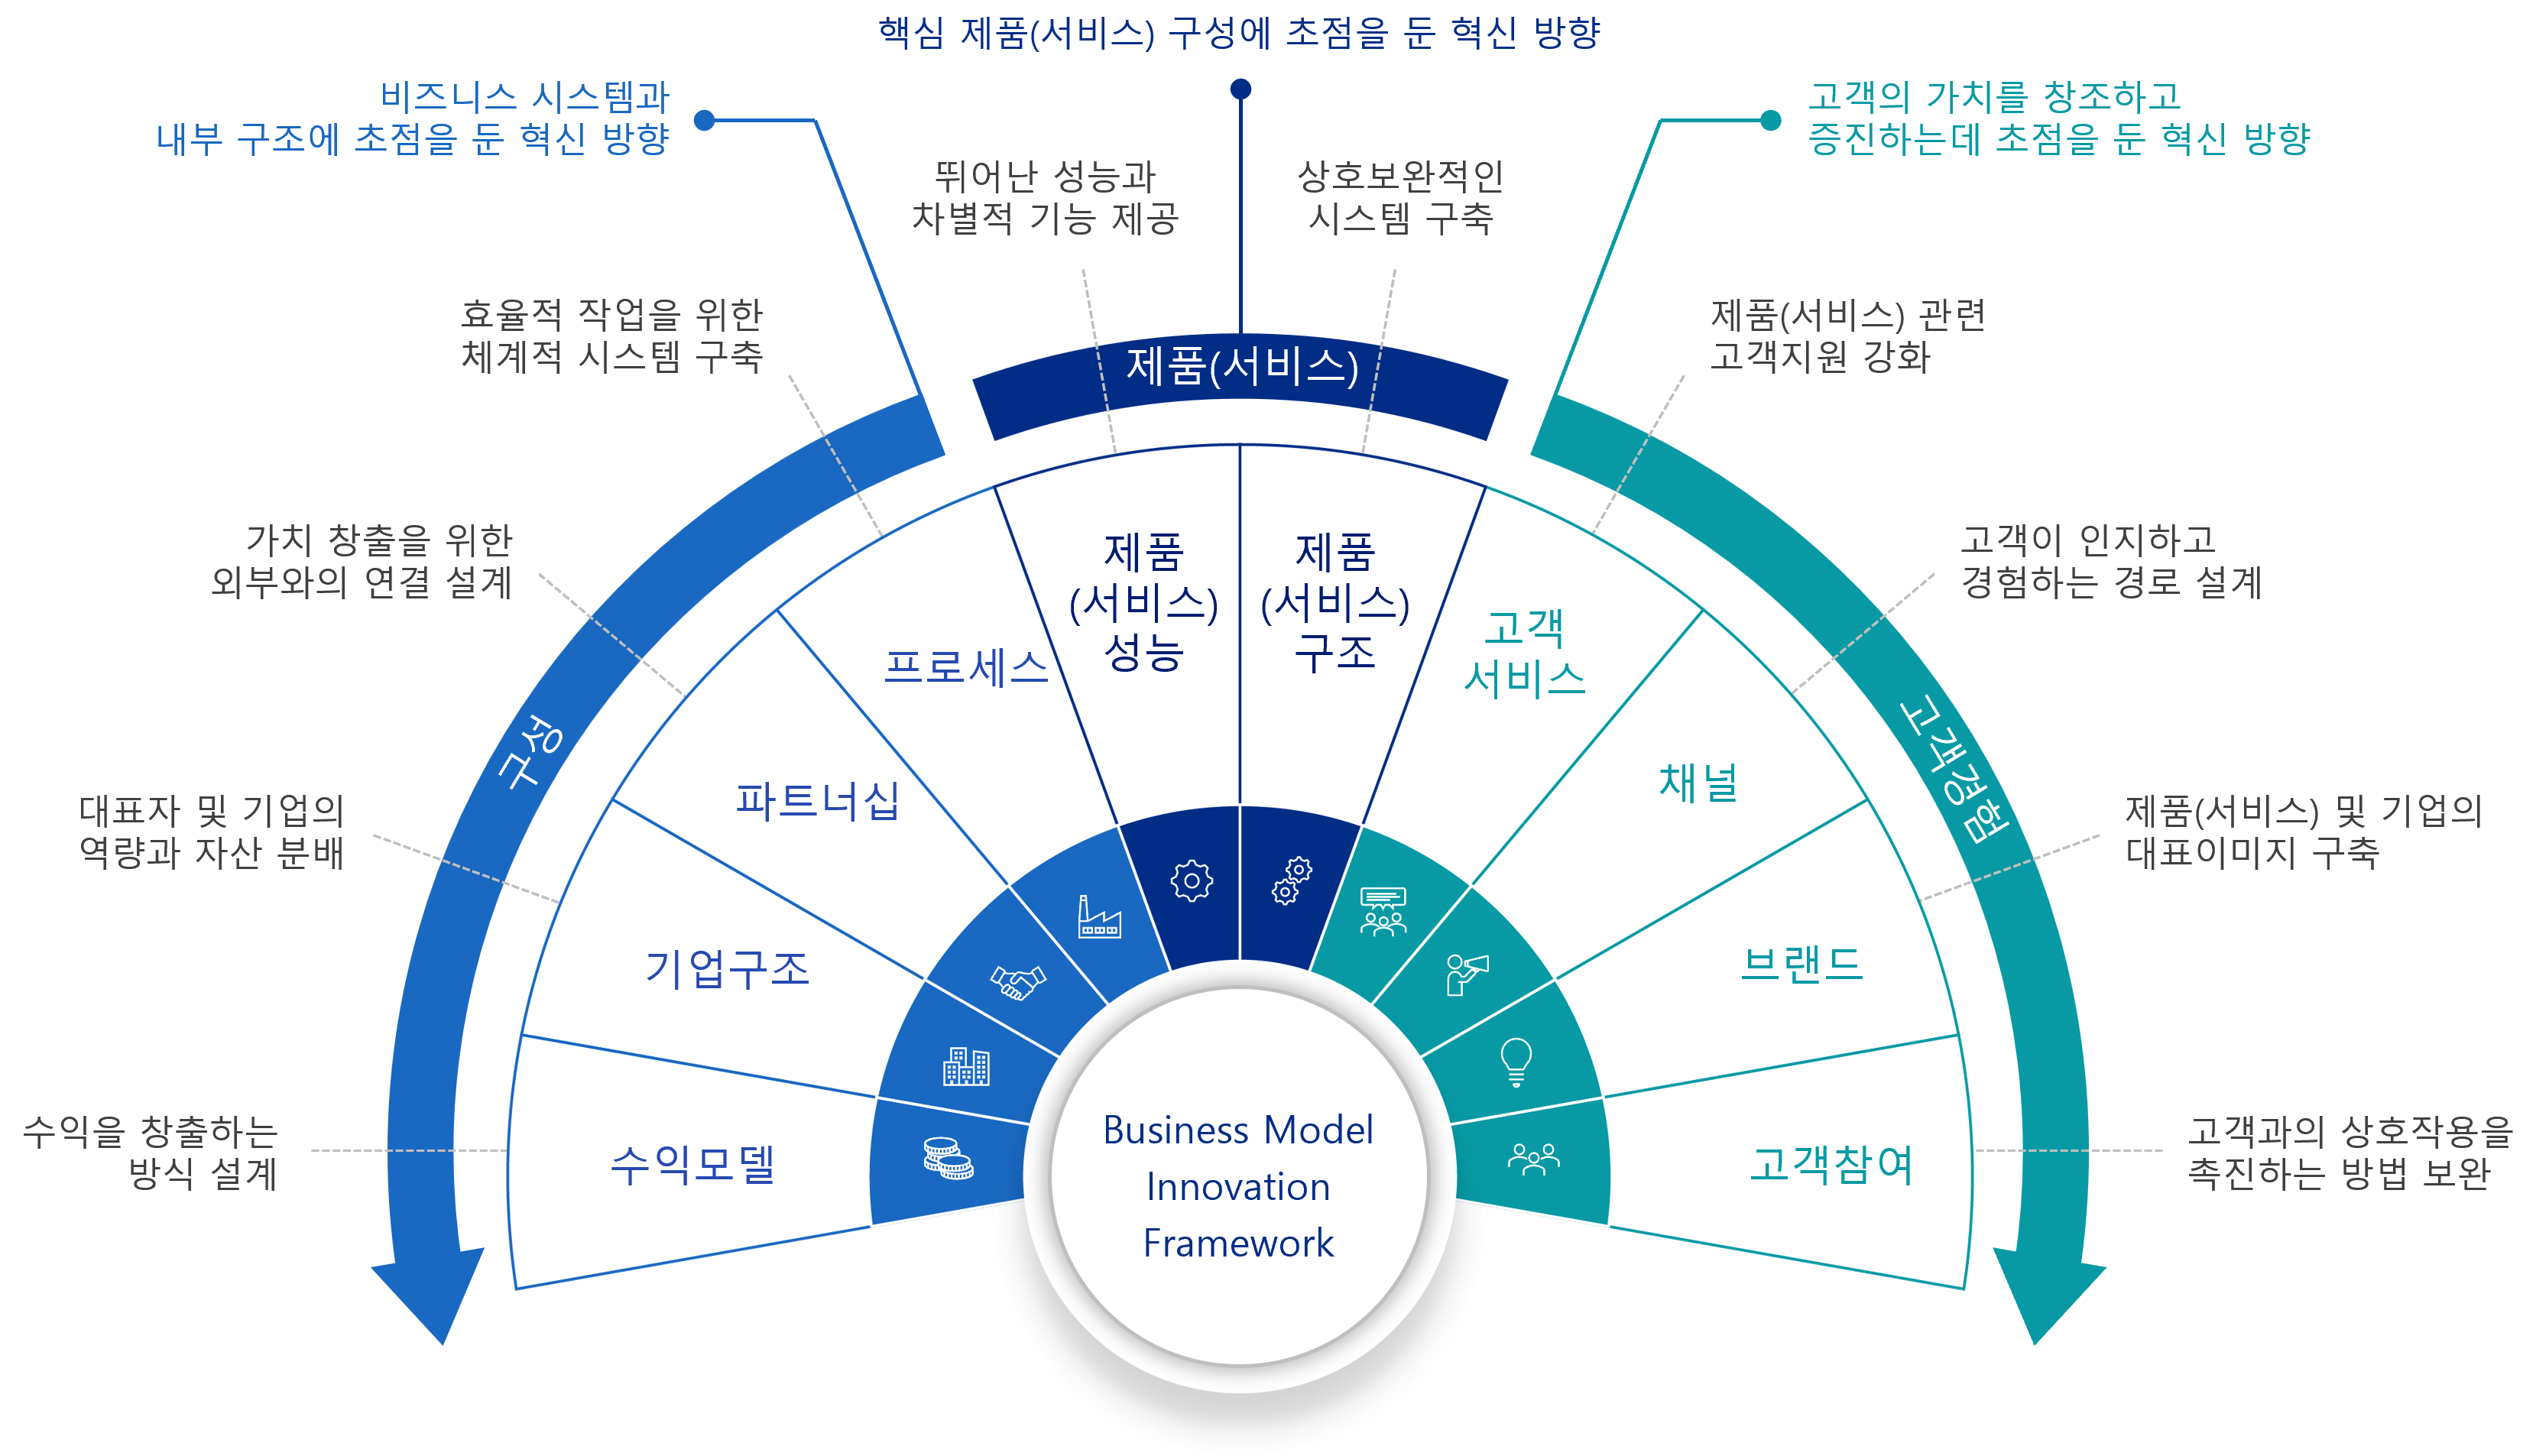 핵심 제품(서비스) 구성에 초점을 둔 혁신 방향
비즈니스 시스템과
내부 구조에 초점을 둔 혁신 방향
고객의 가치를 창조하고
증진하는데 초점을 둔 혁신 방향
뛰어난 성능과
차별적 기능 제공
상호보완적인
시스템 구축
효율적 작업을 위한
체계적 시스템 구축
제품(서비스) 관련
고객지원 강화
제품(서비스)
가치 창출을 위한
외부와의 연결 설계
고객이 인지하고
경험하는 경로 설계
구성
고객경험
대표자 및 기업의
역량과 자산 분배
제품(서비스) 및 기업의
대표이미지 구축
수익을 창출하는
방식 설계
고객과의 상호작용을
촉진하는 방법 보완
수익모델
기업구조
파트너십
프로세스
제품
(서비스)
성능
제품
(서비스)
구조
고객
서비스
채널
브랜드
고객참여
Business Model
Innovation
Framework